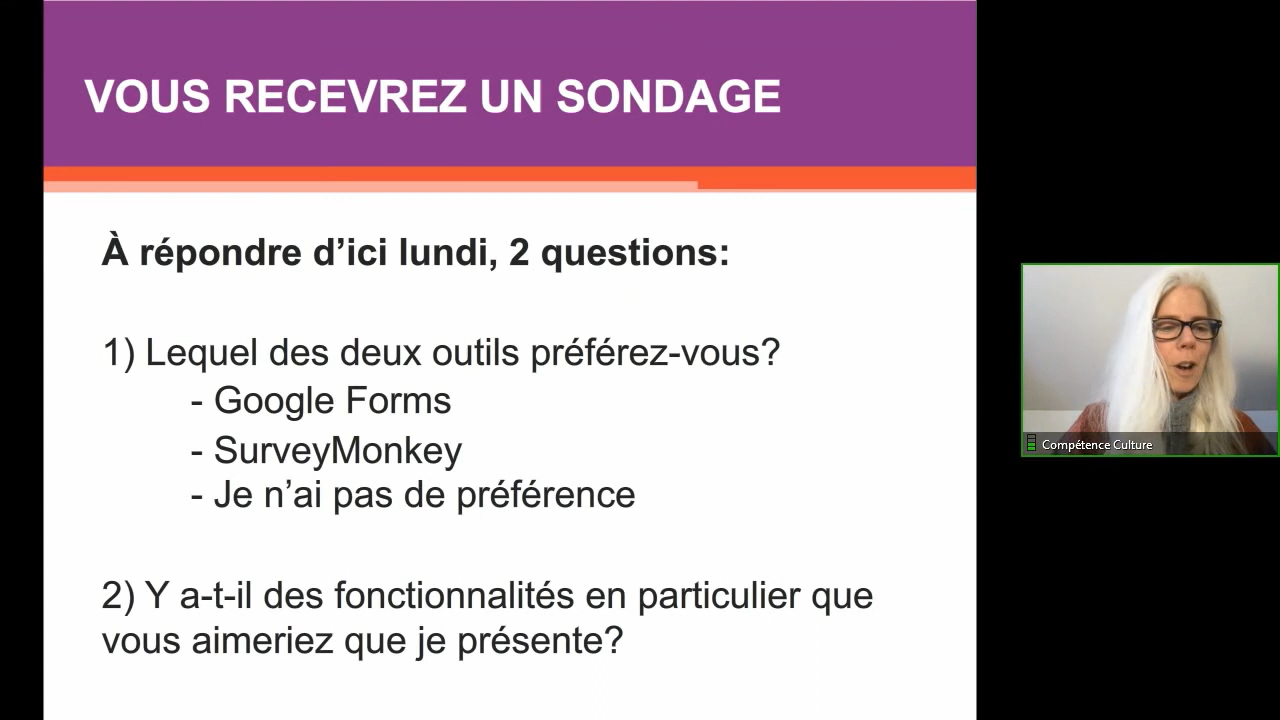 VOUS RECEVREZ UN SONDAGE
À répondre d’ici lundi, 2 questions:
1) Lequel des deux outils préférez-vous?
- Google Forms
- SurveyMonkey
- Je n’ai pas de préférence
2) Y a-t-il des fonctionnalités en particulier que
vous aimeriez que je présente?
Compétence Culture